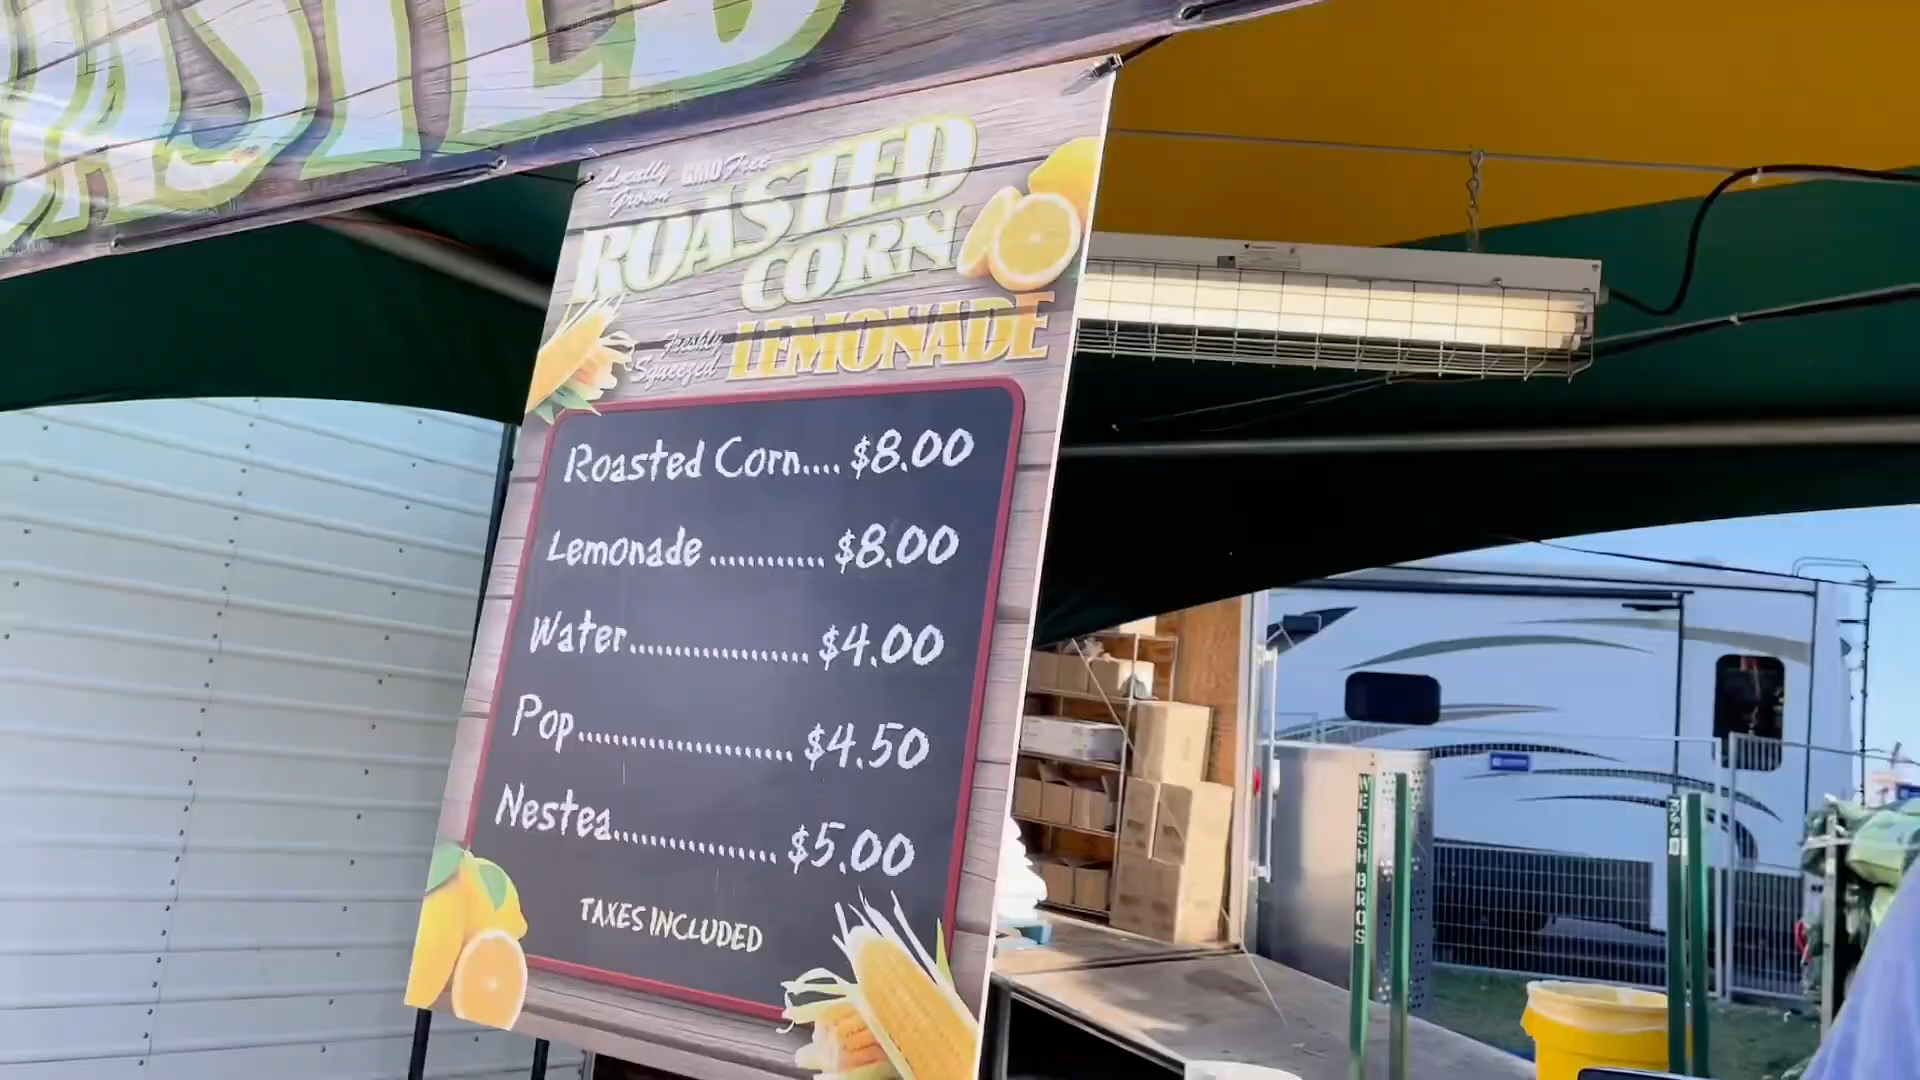 Locally Grown GMO Free
ROASTED
CORN
Freshly Squeezed LEMONADE
Roasted Corn.... $8.00
Lemonade ............ $8.00
Water.................. $4.00
Pop...................... $4.50
Nestea................. $5.00
TAXES INCLUDED
WELSH BROS